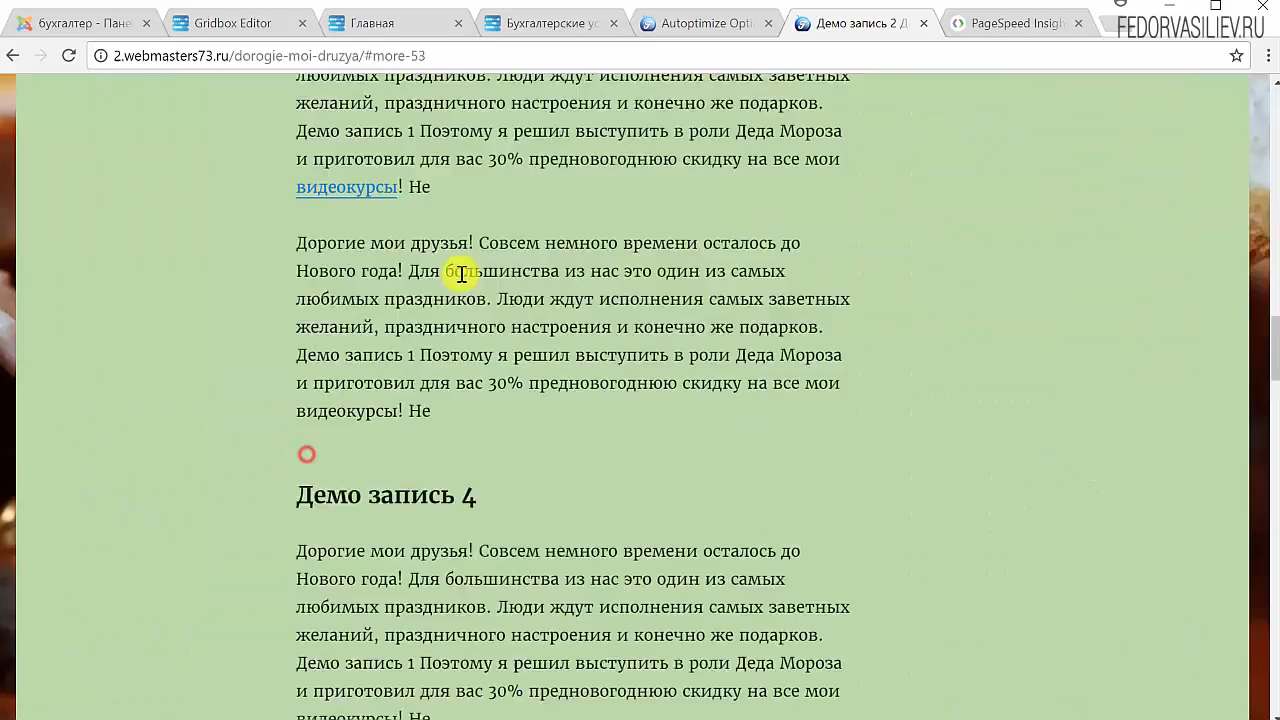 бухгалтер - Пане
Gridbox Editor
Главная
Бухгалтерские ус
Autoptimize Opti
Демо запись 2 Д
PageSpeed Insigh
FEDORVASILIEV.RU
2.webmasters73.ru/dorogie-moi-druzya/#more-53
любимых праздников. Люди ждут исполнения самых заветных
желаний, праздничного настроения и конечно же подарков.
Демо запись 1 Поэтому я решил выступить в роли Деда Мороза
и приготовил для вас 30% предновогоднюю скидку на все мои
видеокурсы! Не
Дорогие мои друзья! Совсем немного времени осталось до
Нового года! Для большинства из нас это один из самых
любимых праздников. Люди ждут исполнения самых заветных
желаний, праздничного настроения и конечно же подарков.
Демо запись 1 Поэтому я решил выступить в роли Деда Мороза
и приготовил для вас 30% предновогоднюю скидку на все мои
видеокурсы! Не
Демо запись 4
Дорогие мои друзья! Совсем немного времени осталось до
Нового года! Для большинства из нас это один из самых
любимых праздников. Люди ждут исполнения самых заветных
желаний, праздничного настроения и конечно же подарков.
Демо запись 1 Поэтому я решил выступить в роли Деда Мороза
и приготовил для вас 30% предновогоднюю скидку на все мои
видеокурсы! Не